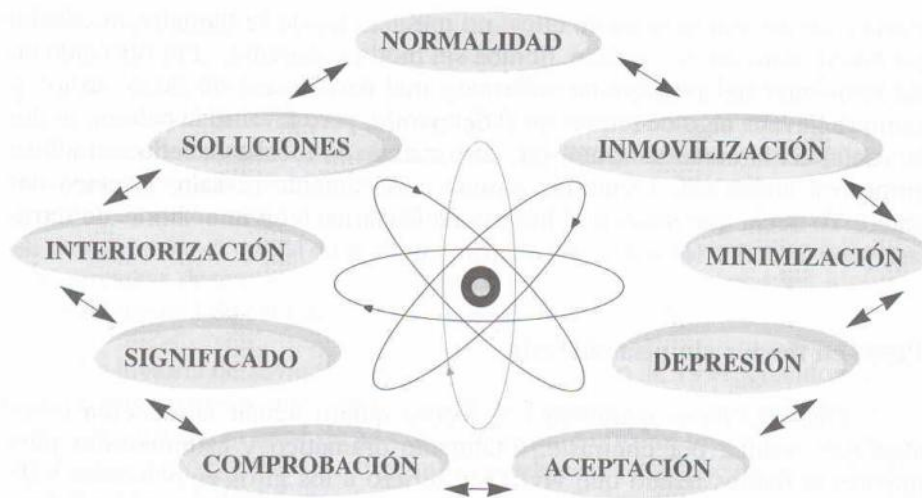 NORMALIDAD
SOLUCIONES
INMOVILIZACIÓN
INTERIORIZACIÓN
MINIMIZACIÓN
SIGNIFICADO
DEPRESIÓN
COMPROBACIÓN
ACEPTACIÓN